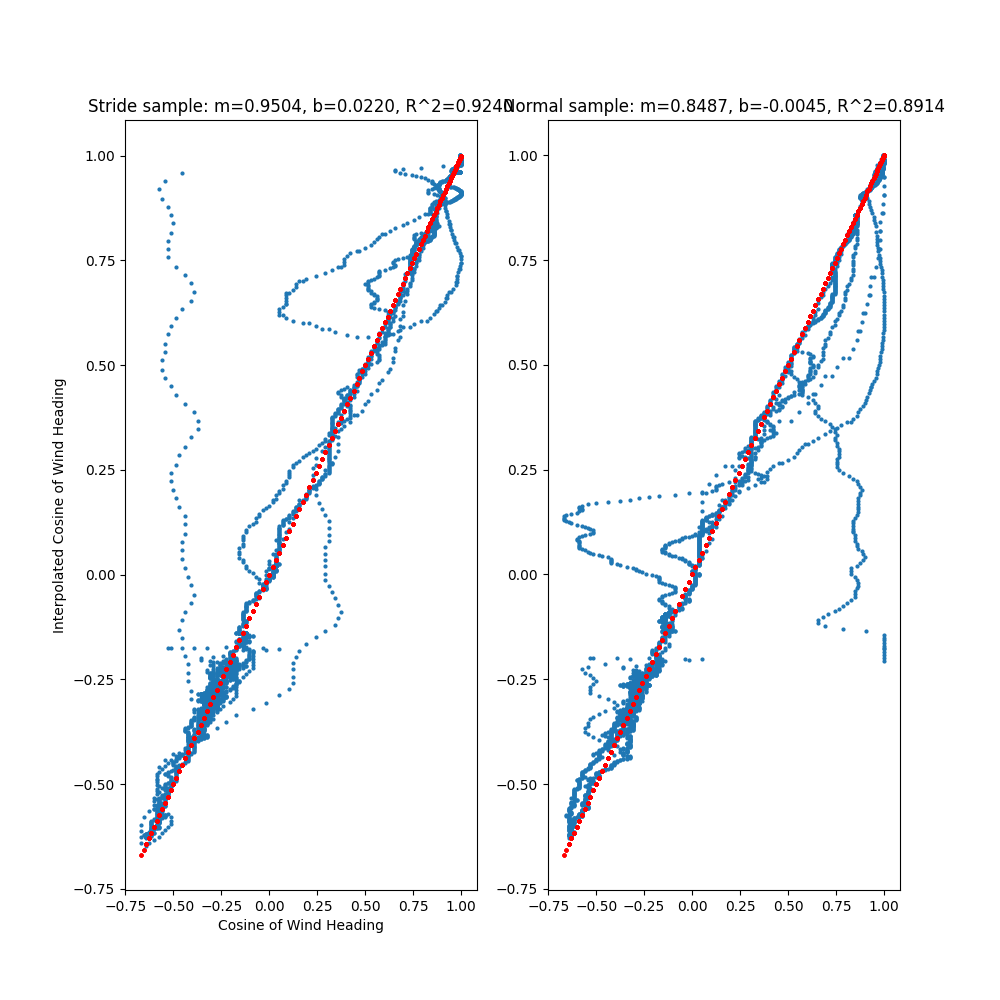 Stride sample: m=0.9504, b=0.0220, R^2=0.9240
Normal sample: m=0.8487, b=-0.0045, R^2=0.8914
Interpolated Cosine of Wind Heading
1.00
0.75
0.50
0.25
0.00
−0.25
−0.50
−0.75
−0.75 −0.50 −0.25 0.00 0.25 0.50 0.75 1.00
Cosine of Wind Heading
1.00
0.75
0.50
0.25
0.00
−0.25
−0.50
−0.75
−0.75 −0.50 −0.25 0.00 0.25 0.50 0.75 1.00